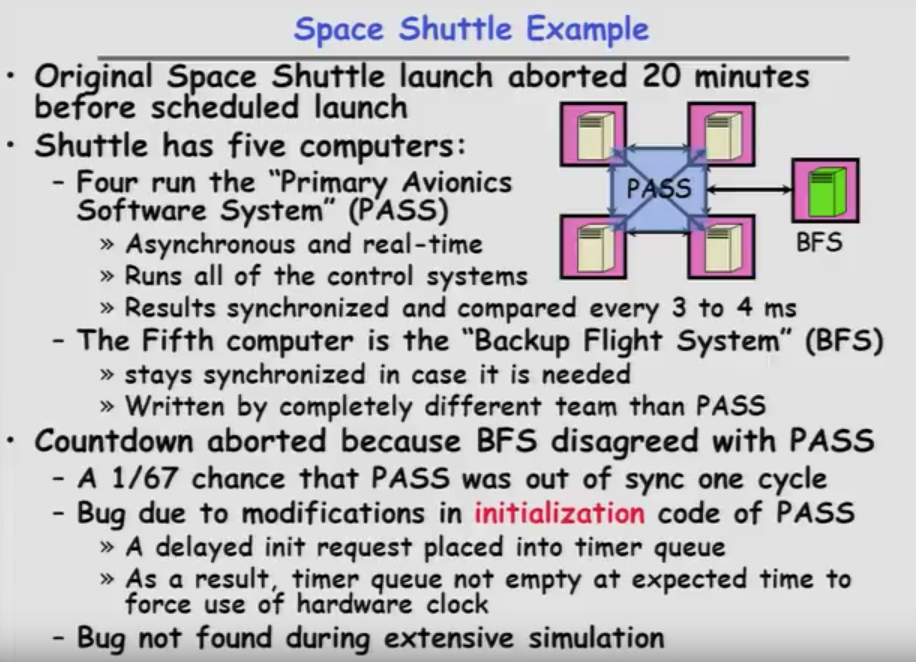 Space Shuttle Example
• Original Space Shuttle launch aborted 20 minutes
before scheduled launch
• Shuttle has five computers:
– Four run the “Primary Avionics
Software System” (PASS)
» Asynchronous and real-time
» Runs all of the control systems
» Results synchronized and compared every 3 to 4 ms
– The Fifth computer is the “Backup Flight System” (BFS)
» stays synchronized in case it is needed
» Written by completely different team than PASS
• Countdown aborted because BFS disagreed with PASS
– A 1/67 chance that PASS was out of sync one cycle
– Bug due to modifications in initialization code of PASS
» A delayed init request placed into timer queue
» As a result, timer queue not empty at expected time to
force use of hardware clock
– Bug not found during extensive simulation
PASS
BFS